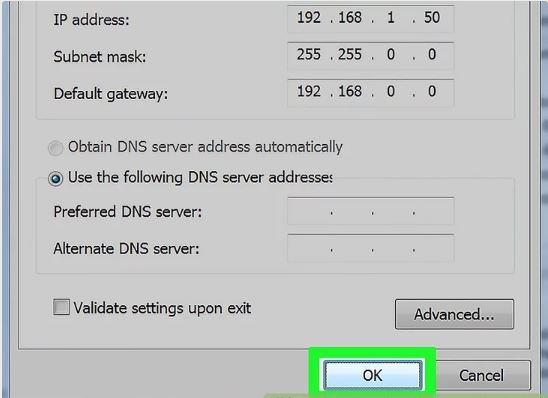 IP address: 192 . 168 . 1 . 50
Subnet mask: 255 . 255 . 0 . 0
Default gateway: 192 . 168 . 0 . 0
Obtain DNS server address automatically
Use the following DNS server addresses:
Preferred DNS server: . . .
Alternate DNS server: . . .
Validate settings upon exit
Advanced...
OK Cancel